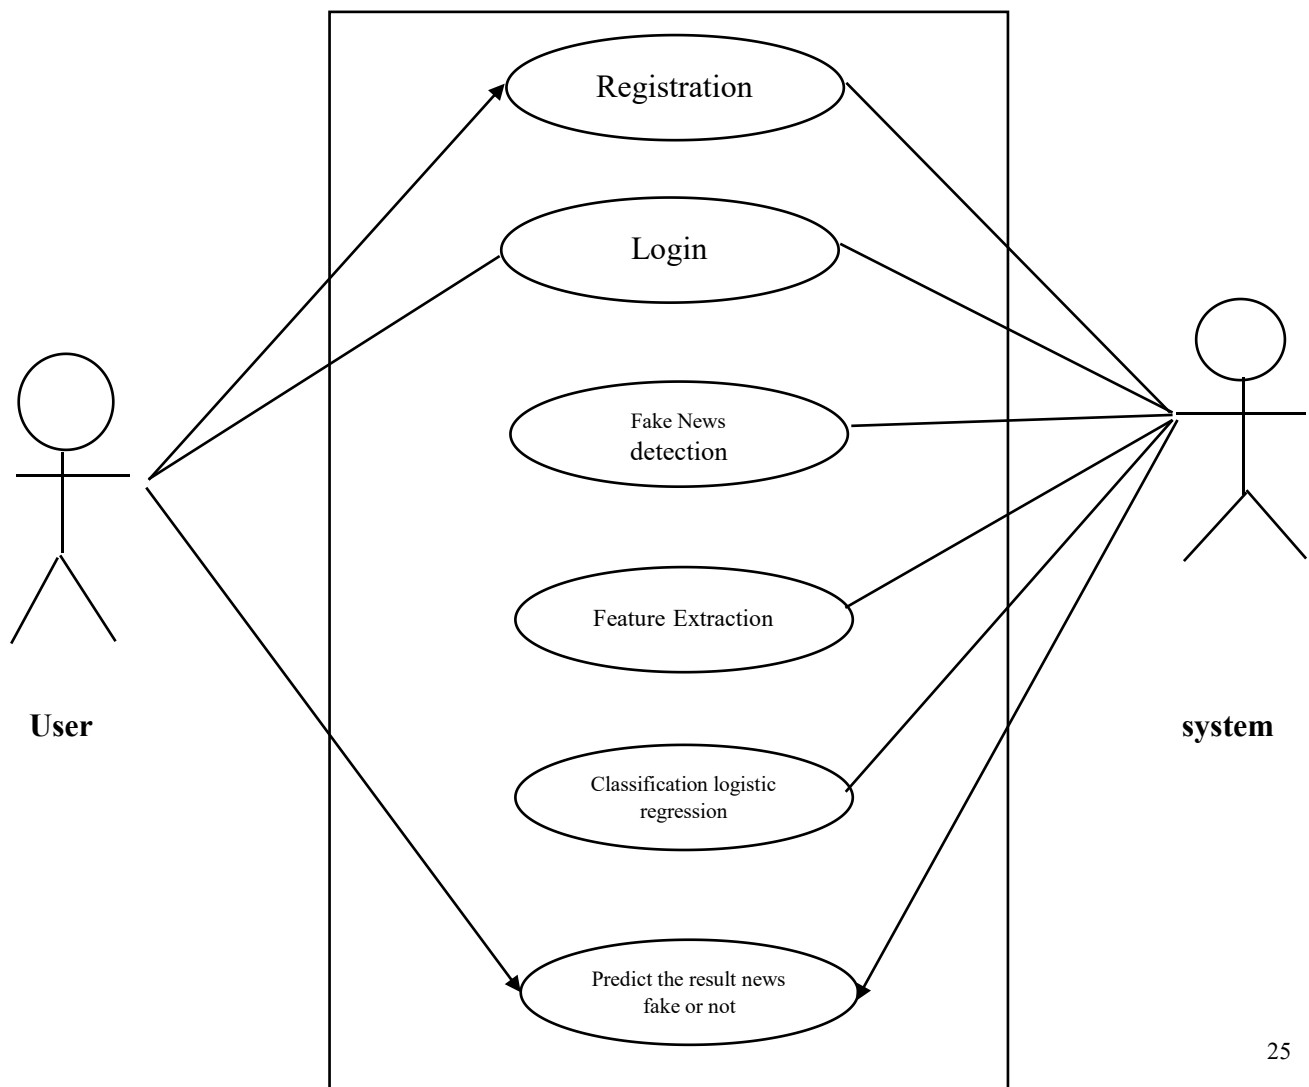 Registration
Login
Fake News
detection
Feature Extraction
User
system
Classification logistic
regression
Predict the result news
fake or not
25